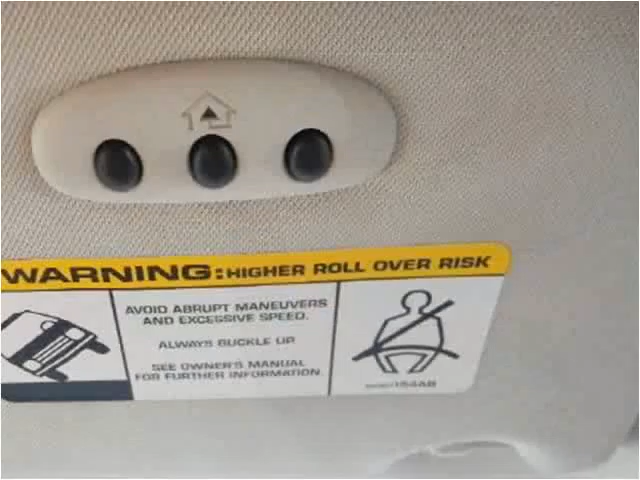 WARNING: HIGHER ROLL OVER RISK
AVOID ABRUPT MANEUVERS
AND EXCESSIVE SPEED.
ALWAYS BUCKLE UP
SEE OWNER'S MANUAL
FOR FURTHER INFORMATION.